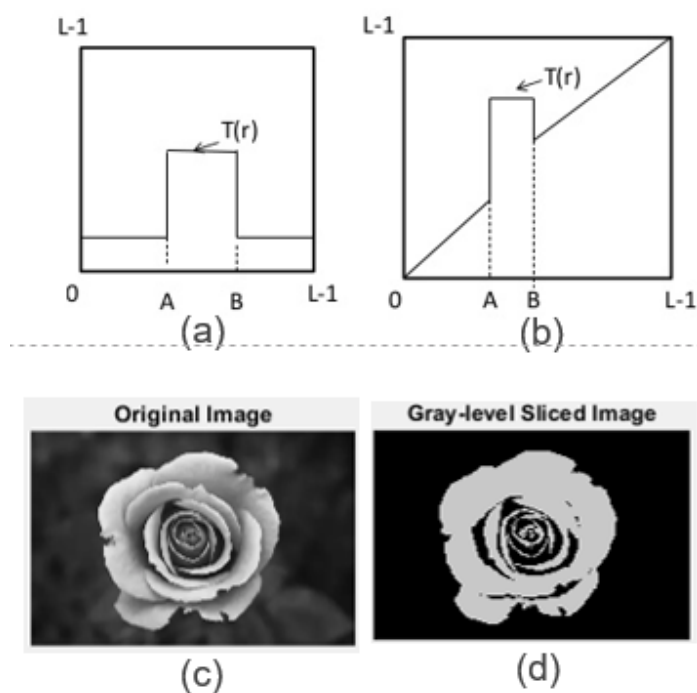 L-1
T(r)
0 A B L-1
(a)
L-1
T(r)
0 A B L-1
(b)
Original Image
(c)
Gray-level Sliced Image
(d)